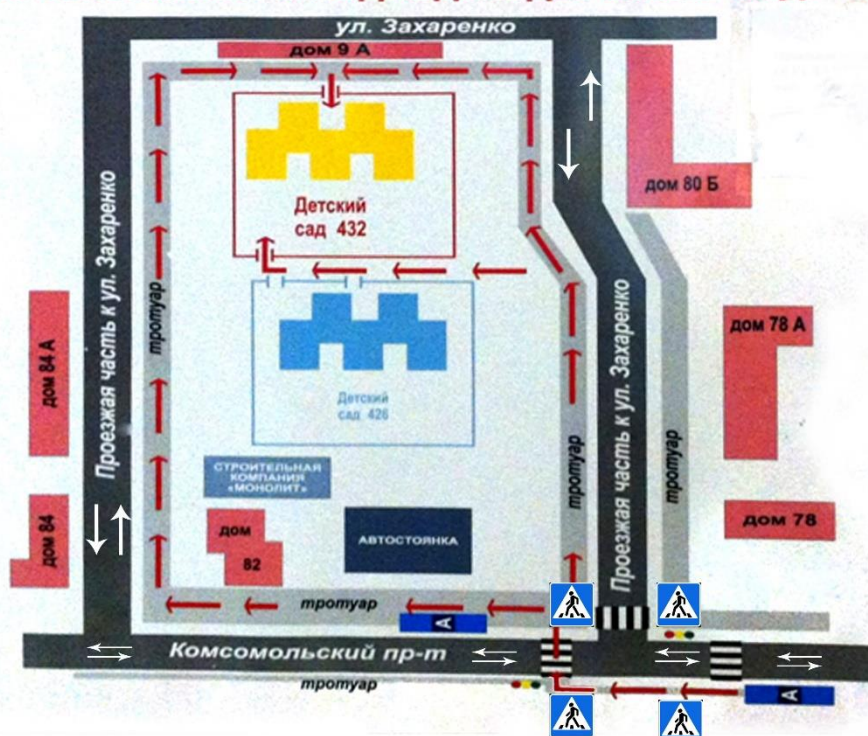 ул. Захаренко
дом 9 А
дом 80 Б
Детский
сад 432
Проезжая часть к ул. Захаренко
тротуар
дом 84 А
дом 78 А
Проезжая часть к ул. Захаренко
Детский
сад 426
тротуар
тротуар
СТРОИТЕЛЬНАЯ
КОМПАНИЯ
«МОНОЛИТ»
дом 84
дом
82
АВТОСТОЯНКА
дом 78
тротуар
А
Комсомольский пр-т
тротуар
А